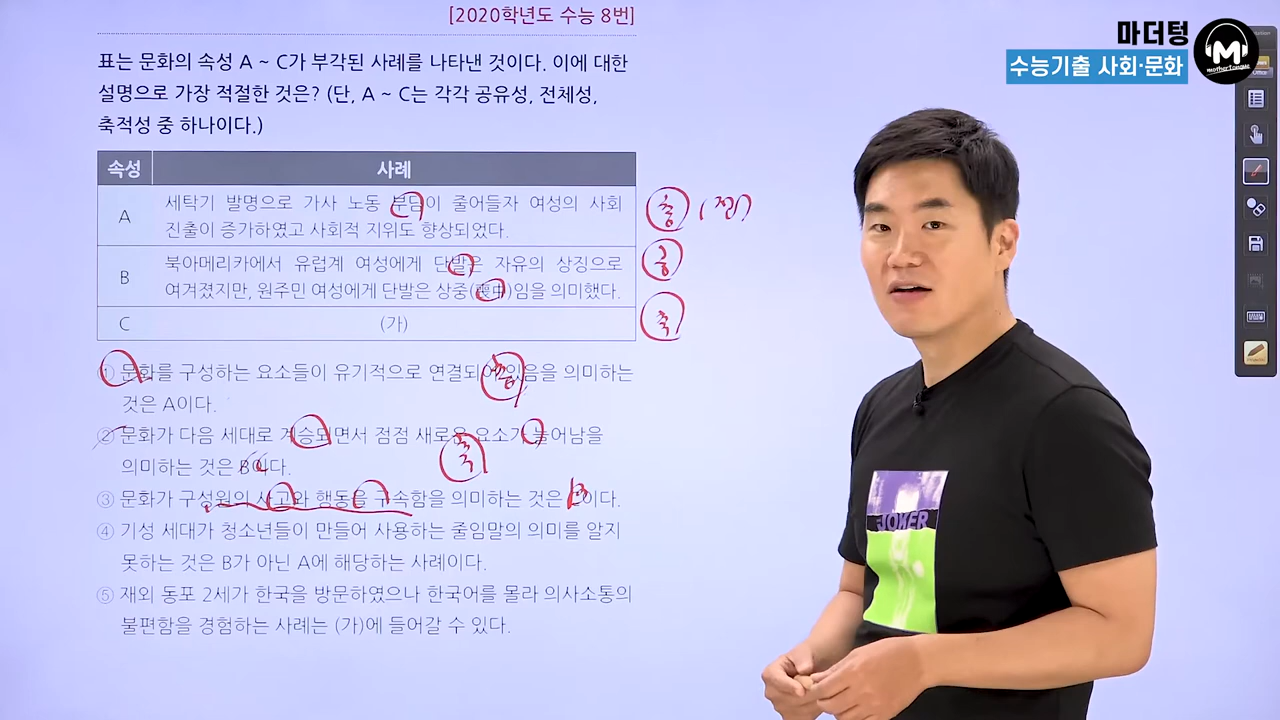 [2020학년도 수능 8번]
마더텅
수능기출 사회·문화
표는 문화의 속성 A ~ C가 부각된 사례를 나타낸 것이다. 이에 대한
설명으로 가장 적절한 것은? (단, A ~ C는 각각 공유성, 전체성,
축적성 중 하나이다.)
속성 사례
A 세탁기 발명으로 가사 노동 부담이 줄어들자 여성의 사회
진출이 증가하였고 사회적 지위도 향상되었다.
B 북아메리카에서 유럽계 여성에게 단발은 자유의 상징으로
여겨졌지만, 원주민 여성에게 단발은 상중(喪中)임을 의미했다.
C (가)
공
축
① 문화를 구성하는 요소들이 유기적으로 연결되어 있음을 의미하는
것은 A이다.
② 문화가 다음 세대로 계승되면서 점점 새로운 요소가 늘어남을
의미하는 것은 B이다.
축
③ 문화가 구성원의 사고와 행동을 구속함을 의미하는 것은 이다.
B
④ 기성 세대가 청소년들이 만들어 사용하는 줄임말의 의미를 알지
못하는 것은 B가 아닌 A에 해당하는 사례이다.
⑤ 재외 동포 2세가 한국을 방문하였으나 한국어를 몰라 의사소통의
불편함을 경험하는 사례는 (가)에 들어갈 수 있다.
JOKER